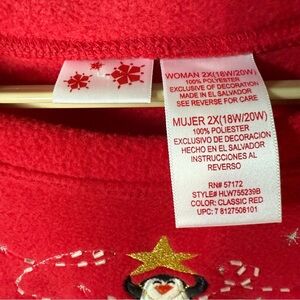 WOMAN 2X(18W/20W)
100% POLYESTER
EXCLUSIVE OF DECORATION
MADE IN EL SALVADOR
SEE REVERSE FOR CARE
MUJER 2X(18W/20W)
100% POLIESTER
EXCLUSIVO DE DECORACION
HECHO EN EL SALVADOR
INSTRUCCIONES AL
REVERSO
RN# 57172
STYLE# HLW755239B
COLOR: CLASSIC RED
UPC: 7 8127506101